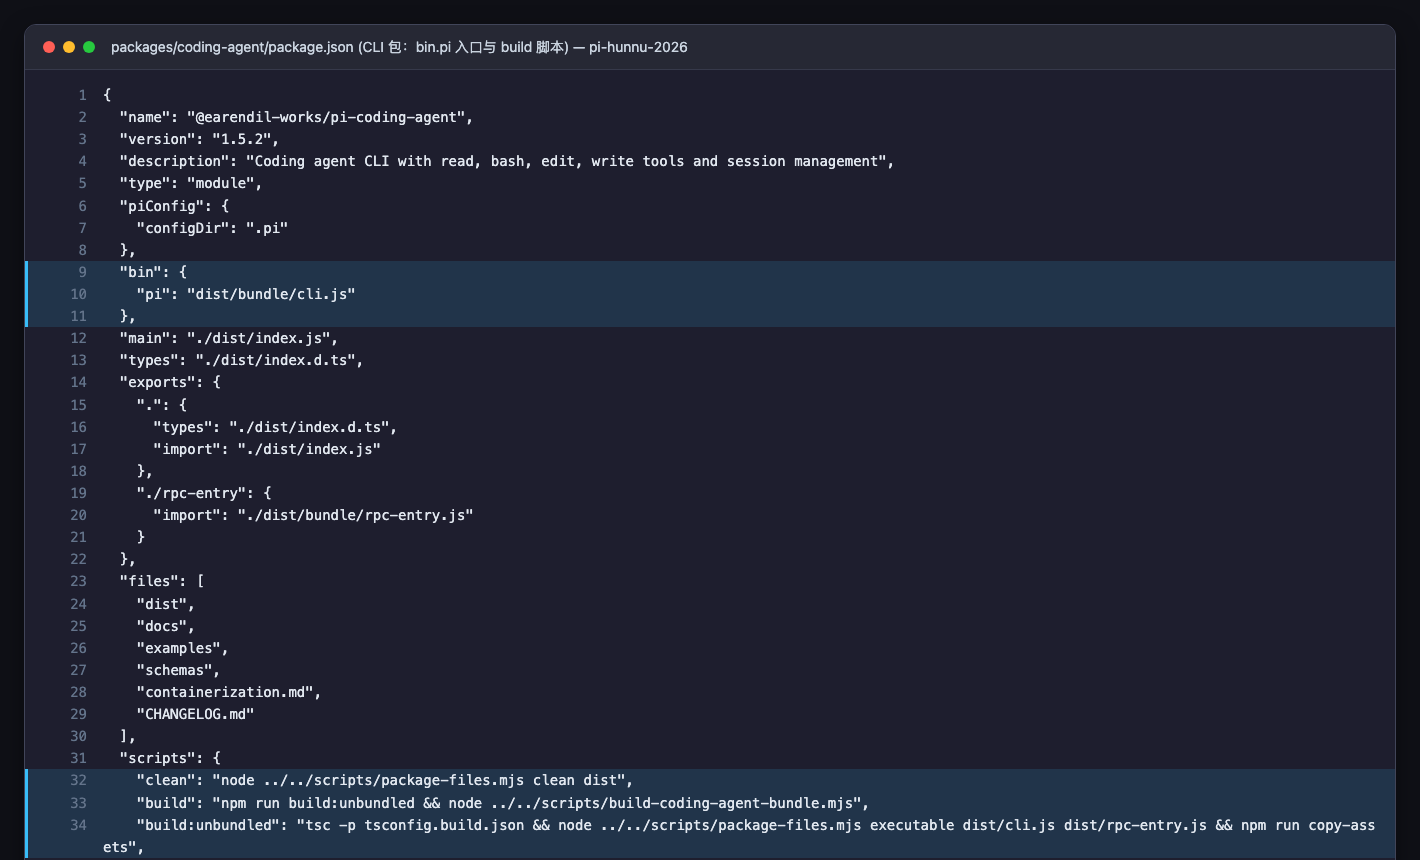 packages/coding-agent/package.json (CLI 包：bin.pi 入口与 build 脚本) — pi-hunnu-2026
1 {
2   "name": "@earendil-works/pi-coding-agent",
3   "version": "1.5.2",
4   "description": "Coding agent CLI with read, bash, edit, write tools and session management",
5   "type": "module",
6   "piConfig": {
7     "configDir": ".pi"
8   },
9   "bin": {
10     "pi": "dist/bundle/cli.js"
11   },
12   "main": "./dist/index.js",
13   "types": "./dist/index.d.ts",
14   "exports": {
15     ".": {
16       "types": "./dist/index.d.ts",
17       "import": "./dist/index.js"
18     },
19     "./rpc-entry": {
20       "import": "./dist/bundle/rpc-entry.js"
21     }
22   },
23   "files": [
24     "dist",
25     "docs",
26     "examples",
27     "schemas",
28     "containerization.md",
29     "CHANGELOG.md"
30   ],
31   "scripts": {
32     "clean": "node ../../scripts/package-files.mjs clean dist",
33     "build": "npm run build:unbundled && node ../../scripts/build-coding-agent-bundle.mjs",
34     "build:unbundled": "tsc -p tsconfig.build.json && node ../../scripts/package-files.mjs executable dist/cli.js dist/rpc-entry.js && npm run copy-ass
ets",